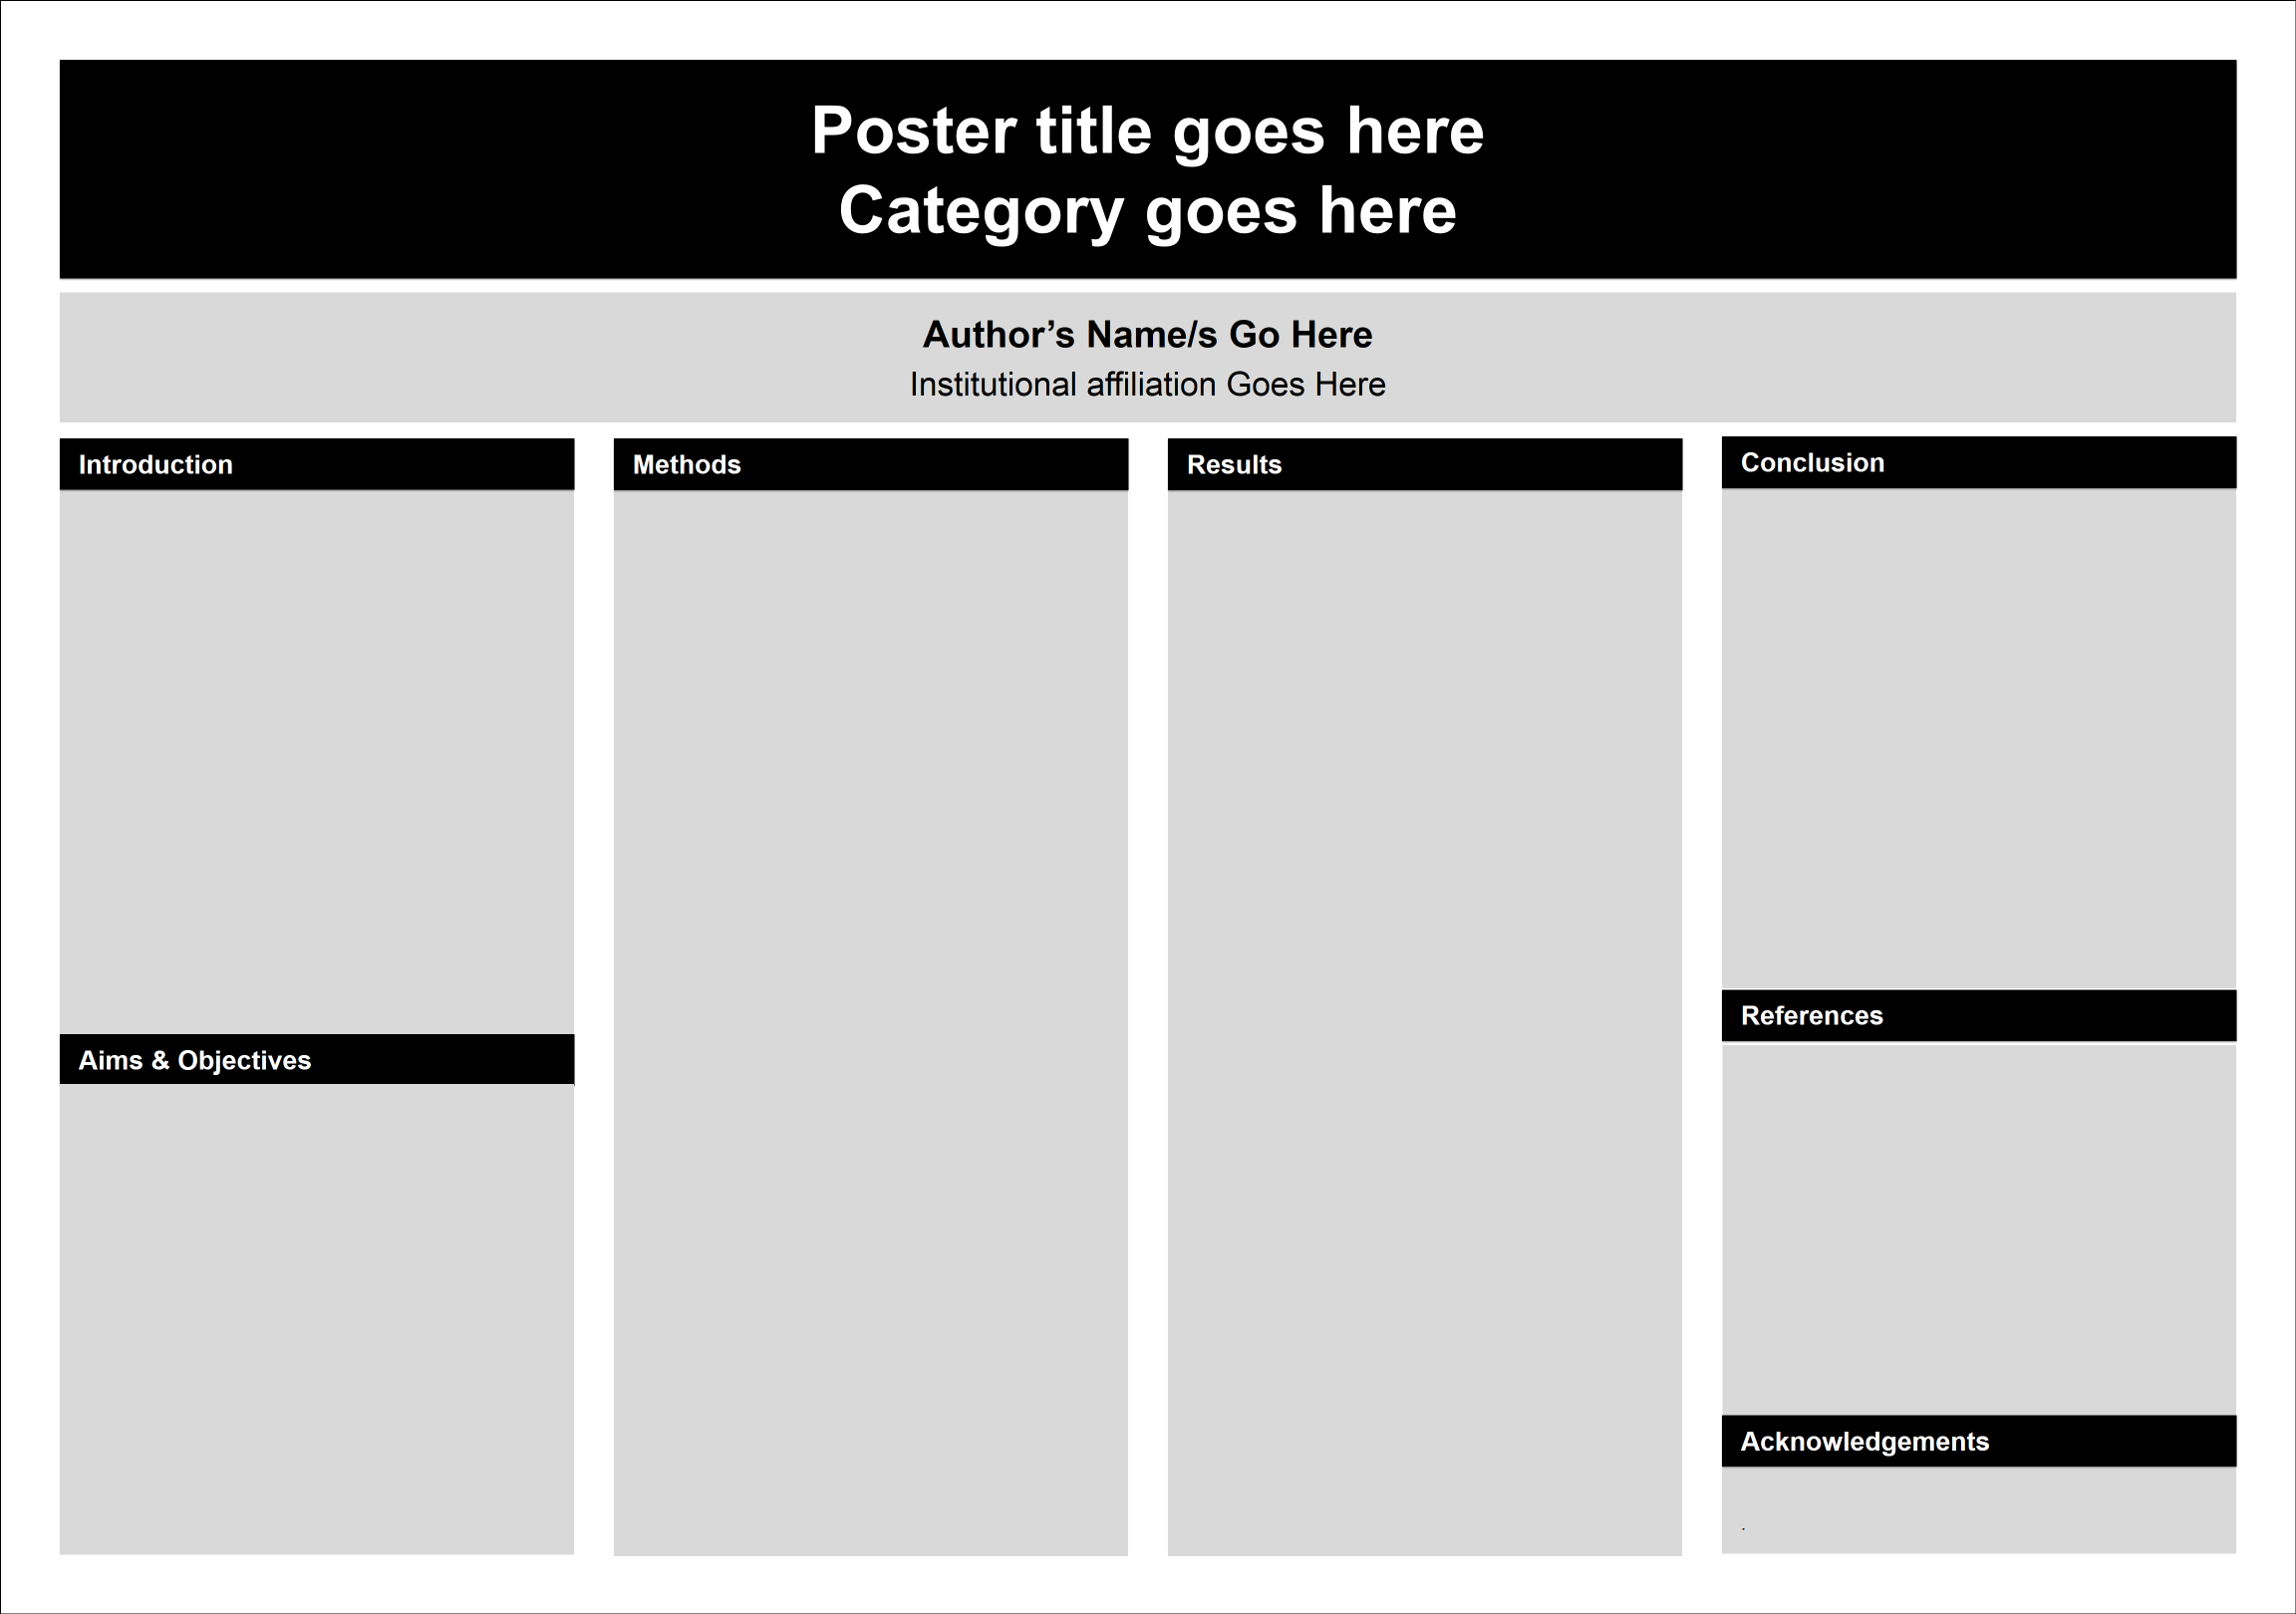 Poster title goes here
Category goes here
Author’s Name/s Go Here
Institutional affiliation Goes Here
Introduction
Aims & Objectives
Methods
Results
Conclusion
References
Acknowledgements
.